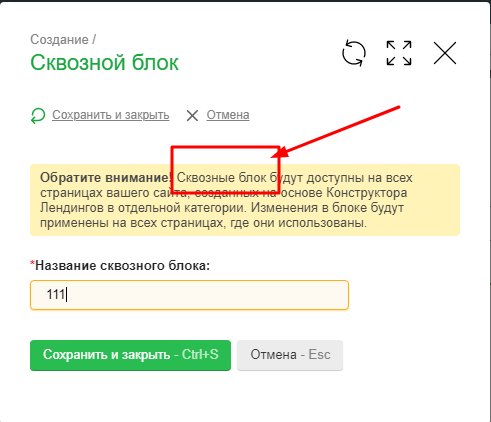 Создание /
Сквозной блок
Сохранить и закрыть Отмена
Обратите внимание! Сквозные блок будут доступны на всех
страницах вашего сайта, созданных на основе Конструктора
Лендингов в отдельной категории. Изменения в блоке будут
применены на всех страницах, где они использованы.
*Название сквозного блока:
111
Сохранить и закрыть - Ctrl+S Отмена - Esc